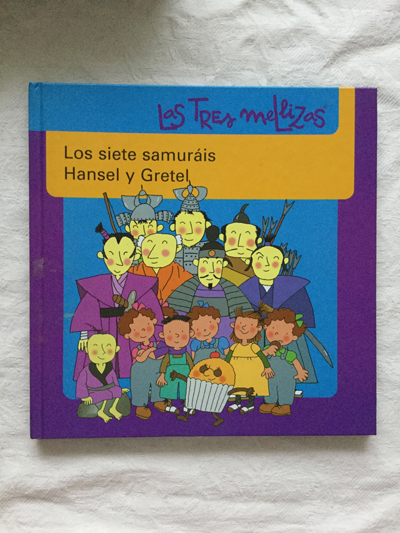 Las Tres mellizas
Los siete samuráis
Hansel y Gretel